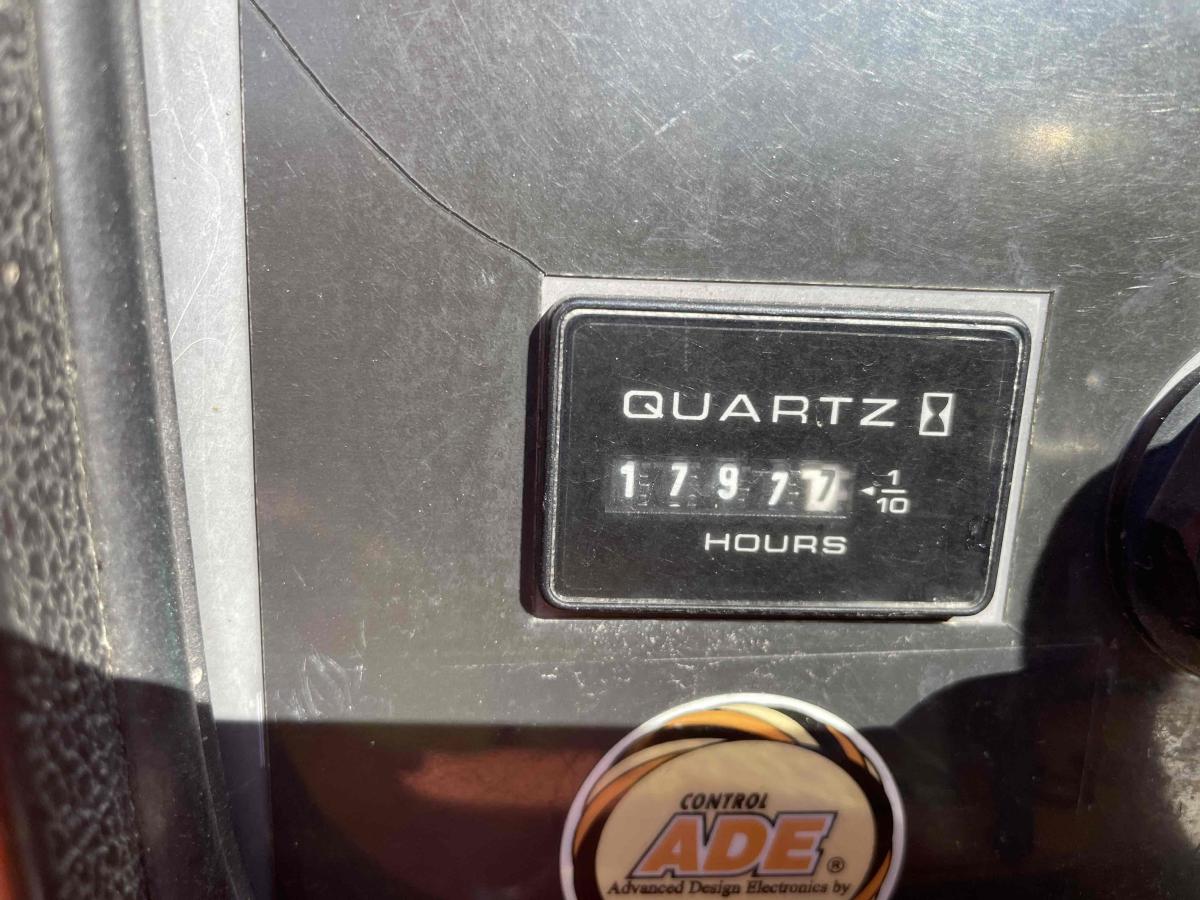 QUARTZ
17977 1/10
HOURS
CONTROL
ADE®
Advanced Design Electronics by